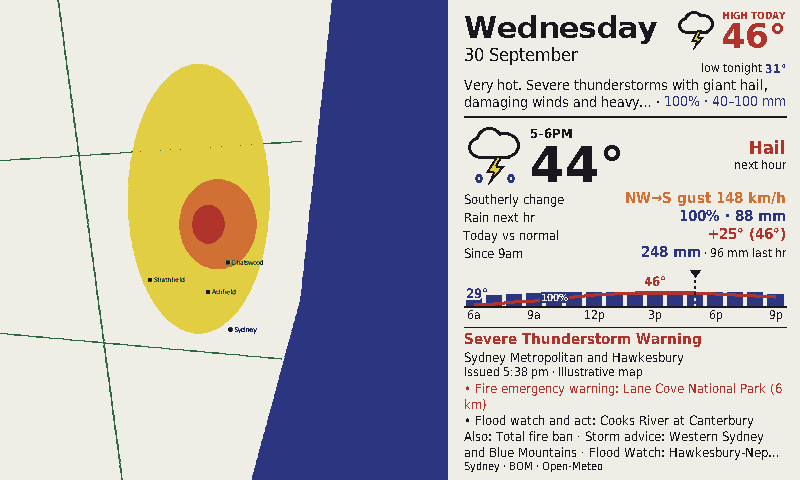 Wednesday
30 September
HIGH TODAY
46°
low tonight 31°
Very hot. Severe thunderstorms with giant hail,
damaging winds and heavy... · 100% · 40–100 mm
5-6PM
44°
Hail
next hour
Southerly change NW→S gust 148 km/h
Rain next hr 100% · 88 mm
Today vs normal +25° (46°)
Since 9am 248 mm · 96 mm last hr
29° 100% 46°
6a 9a 12p 3p 6p 9p
Severe Thunderstorm Warning
Sydney Metropolitan and Hawkesbury
Issued 5:38 pm · Illustrative map
• Fire emergency warning: Lane Cove National Park (6
km)
• Flood watch and act: Cooks River at Canterbury
Also: Total fire ban · Storm advice: Western Sydney
and Blue Mountains · Flood Watch: Hawkesbury-Nep...
Sydney · BOM · Open-Meteo
Chatswood
Strathfield
Ashfield
Sydney